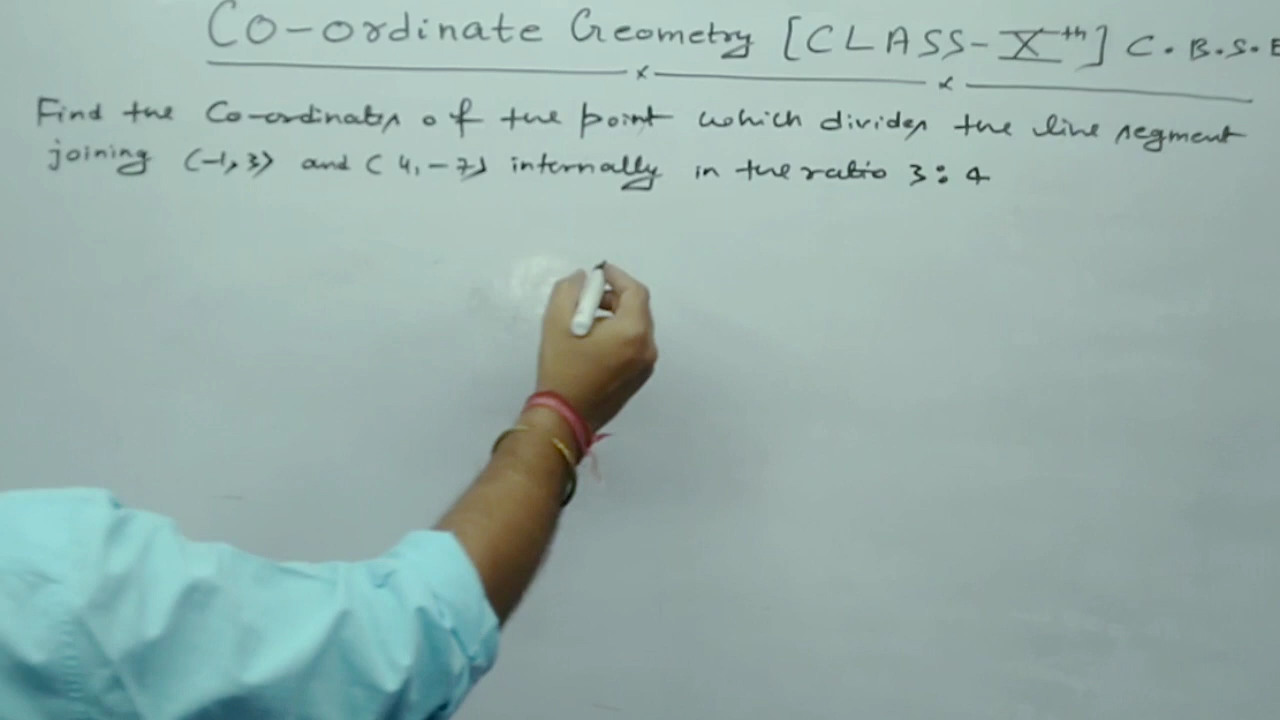 Co-ordinate Geometry [CLASS-Xth] C.B.S.E
Find the Co-ordinates of the point which divides the line segment
joining (-1,3) and (4,-7) internally in the ratio 3:4